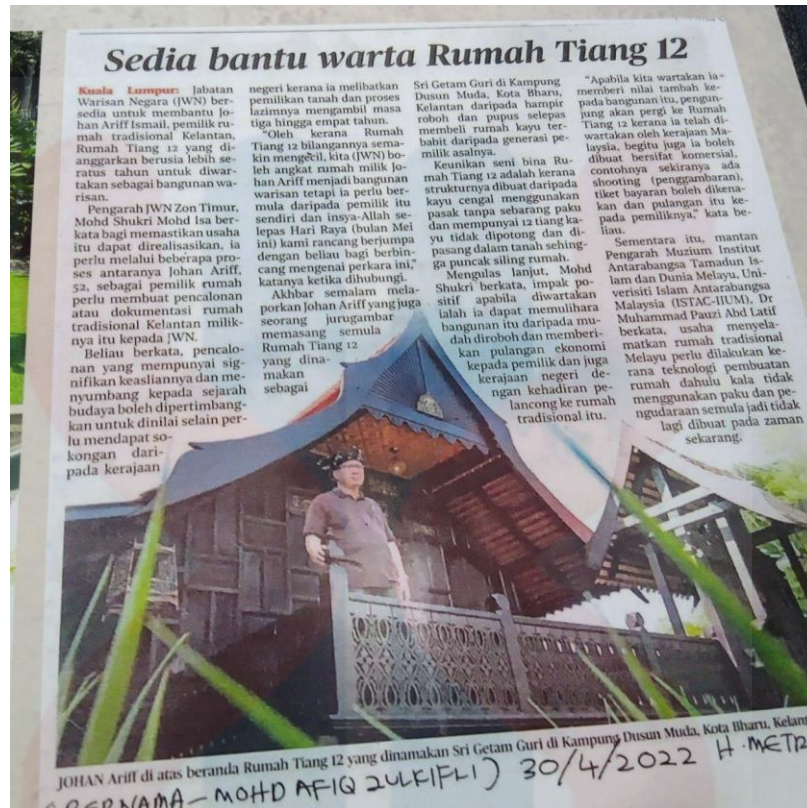 Sedia bantu warta Rumah Tiang 12
Kuala Lumpur: Jabatan
Warisan Negara (JWN) ber-
sedia untuk membantu Jo-
han Ariff Ismail, pemilik ru-
mah tradisional Kelantan,
Rumah Tiang 12 yang di-
anggarkan berusia lebih se-
ratus tahun untuk diwar-
takan sebagai bangunan wa-
risan.
Pengarah JWN Zon Timur,
Mohd Shukri Mohd Isa ber-
kata bagi memastikan usaha
itu dapat direalisasikan, ia
perlu melalui beberapa pro-
ses antaranya Johan Ariff,
52, sebagai pemilik rumah
perlu membuat pencalonan
atau dokumentasi rumah
tradisional Kelantan milik-
nya itu kepada JWN.
Beliau berkata, pencalo-
nan yang mempunyai sig-
nifikan keasliannya dan me-
nyumbang kepada sejarah
budaya boleh dipertimbang-
kan untuk dinilai selain per-
lu mendapat so-
kongan dari-
pada kerajaan
negeri kerana ia melibatkan
pemilikan tanah dan proses
lazimnya mengambil masa
tiga hingga empat tahun.
"Oleh kerana Rumah
Tiang 12 bilangannya sema-
kin mengecil, kita (JWN) bo-
leh angkat rumah milik Jo-
han Ariff menjadi bangunan
warisan tetapi ia perlu ber-
mula daripada pemilik itu
sendiri dan insya-Allah se-
lepas Hari Raya (bulan Mei
ini) kami rancang berjumpa
dengan beliau bagi berbin-
cang mengenai perkara ini,"
katanya ketika dihubungi.
Akhbar semalam mela-
porkan Johan Ariff yang juga
seorang jurugambar
memasang semula
Rumah Tiang 12
yang dina-
makan
sebagai
Sri Getam Guri di Kampung
Dusun Muda, Kota Bharu,
Kelantan daripada hampir
roboh dan pupus selepas
membeli rumah kayu ter-
babit daripada generasi pe-
milik asalnya.
Keunikan seni bina Ru-
mah Tiang 12 adalah kerana
strukturnya dibuat daripada
kayu cengal menggunakan
pasak tanpa sebarang paku
dan mempunyai 12 tiang ka-
yu tidak dipotong dan di-
pasang dalam tanah sehing-
ga puncak siling rumah.
Mengulas lanjut, Mohd
Shukri berkata, impak po-
sitif apabila diwartakan
ialah ia dapat memulihara
bangunan itu daripada mu-
dah diroboh dan memberi-
kan pulangan ekonomi
kepada pemilik dan juga
kerajaan negeri de-
ngan kehadiran pe-
lancong ke rumah
tradisional itu.
"Apabila kita wartakan ia
memberi nilai tambah ke-
pada bangunan itu, pengun-
jung akan pergi ke Rumah
Tiang 12 kerana ia telah di-
wartakan oleh kerajaan Ma-
laysia, begitu juga ia boleh
dibuat bersifat komersial,
contohnya sekiranya ada
shooting (penggambaran),
tiket bayaran boleh dikena-
kan dan pulangan itu ke-
pada pemiliknya," kata be-
liau.
Sementara itu, mantan
Pengarah Muzium Institut
Antarabangsa Tamadun Is-
lam dan Dunia Melayu, Uni-
versiti Islam Antarabangsa
Malaysia (ISTAC-IIUM), Dr
Muhammad Pauzi Abd Latif
berkata, usaha menyela-
matkan rumah tradisional
Melayu perlu dilakukan ke-
rana teknologi pembuatan
rumah dahulu kala tidak
menggunakan paku dan pe-
ngudaraan semula jadi tidak
lagi dibuat pada zaman
sekarang.
JOHAN Ariff di atas beranda Rumah Tiang 12 yang dinamakan Sri Getam Guri di Kampung Dusun Muda, Kota Bharu,
BERNAMA - MOHD AFIQ ZULKIFLI) 30/4/2022 H. METR